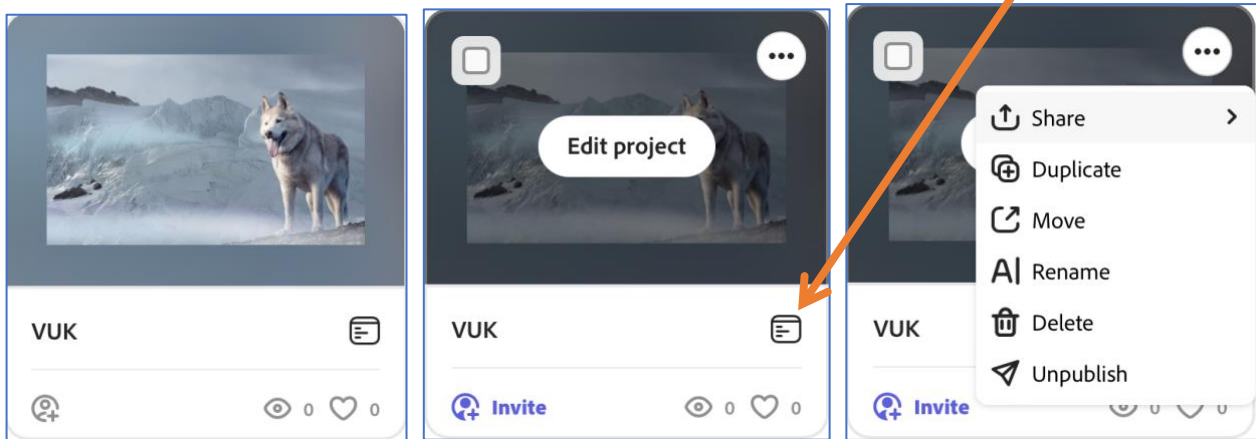 VUK
0 0
Edit project
VUK
Invite
0 0
Share
Duplicate
Move
Rename
Delete
Unpublish
VUK
Invite